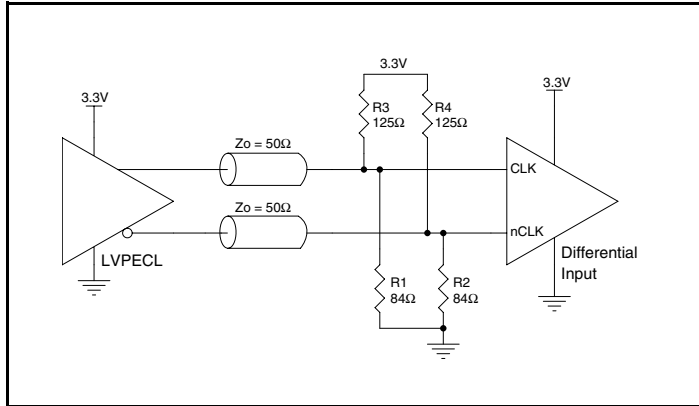 3.3V
3.3V
3.3V
R3
125Ω
R4
125Ω
Zo = 50Ω
CLK
Zo = 50Ω
nCLK
LVPECL
Differential
Input
R1
84Ω
R2
84Ω